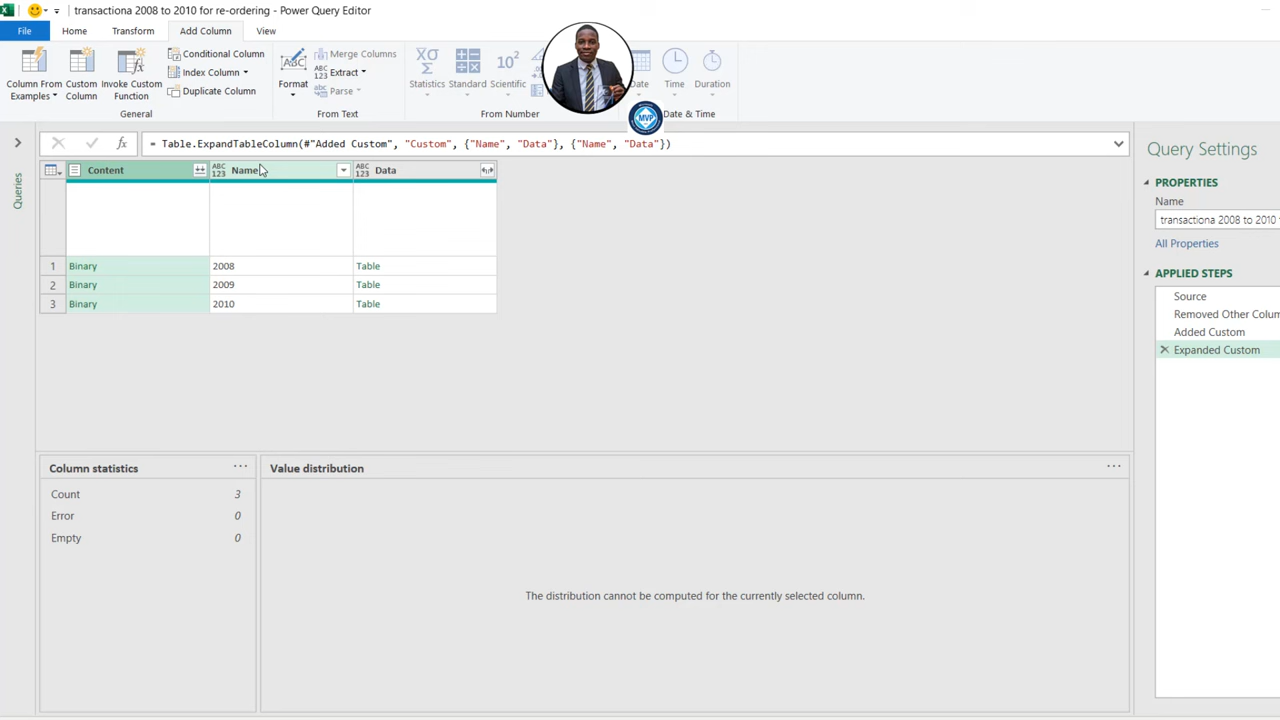 transactiona 2008 to 2010 for re-ordering - Power Query Editor
File Home Transform Add Column View
Column From Examples
Custom Column
Invoke Custom Function
Conditional Column
Index Column
Duplicate Column
General
Format
Merge Columns
Extract
Parse
From Text
Statistics
Standard
Scientific
From Number
Date
Time
Duration
Date & Time
MVP
= Table.ExpandTableColumn(#"Added Custom", "Custom", {"Name", "Data"}, {"Name", "Data"})
Queries
Content Name Data
1 Binary 2008 Table
2 Binary 2009 Table
3 Binary 2010 Table
Column statistics
Count 3
Error 0
Empty 0
Value distribution
The distribution cannot be computed for the currently selected column.
Query Settings
PROPERTIES
Name
transactiona 2008 to 2010
All Properties
APPLIED STEPS
Source
Removed Other Colum
Added Custom
Expanded Custom